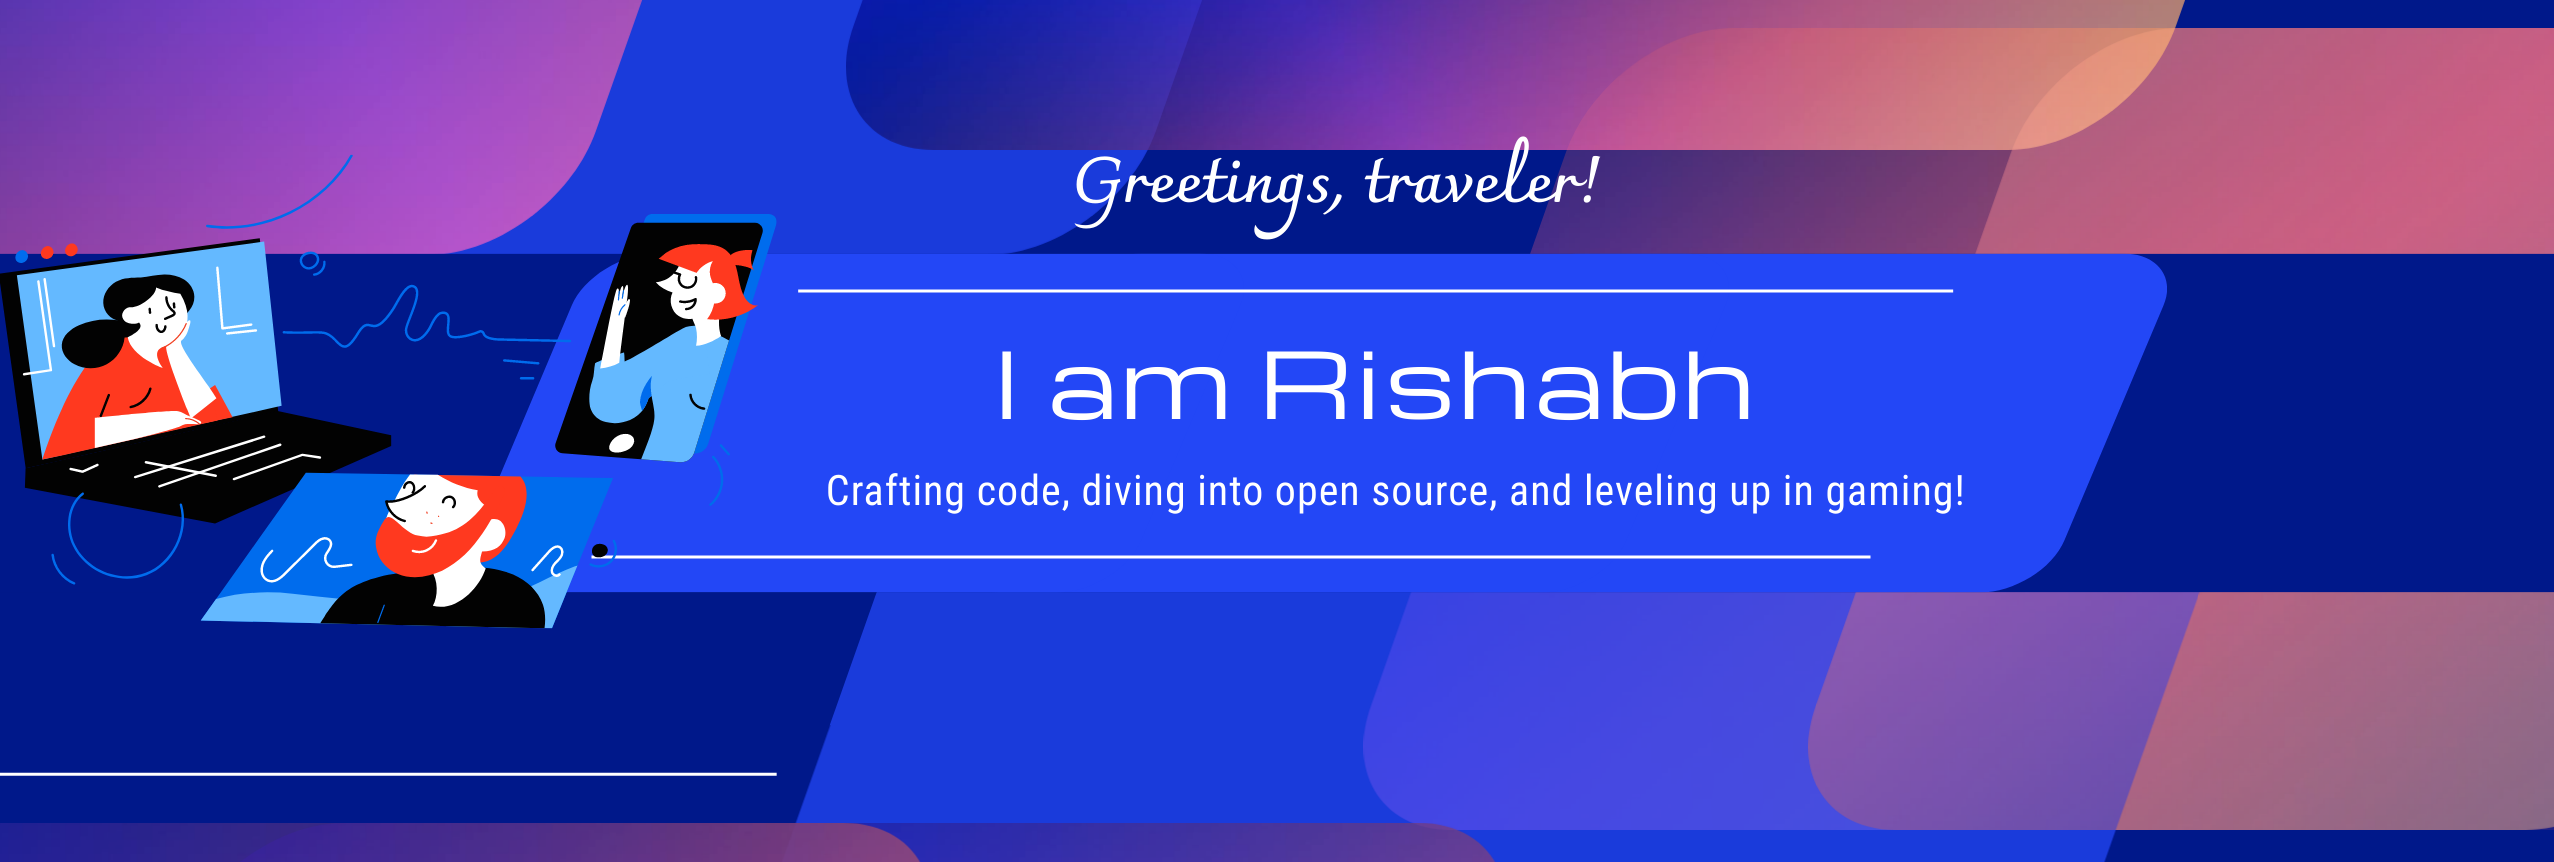 Greetings, traveler!
I am Rishabh
Crafting code, diving into open source, and leveling up in gaming!